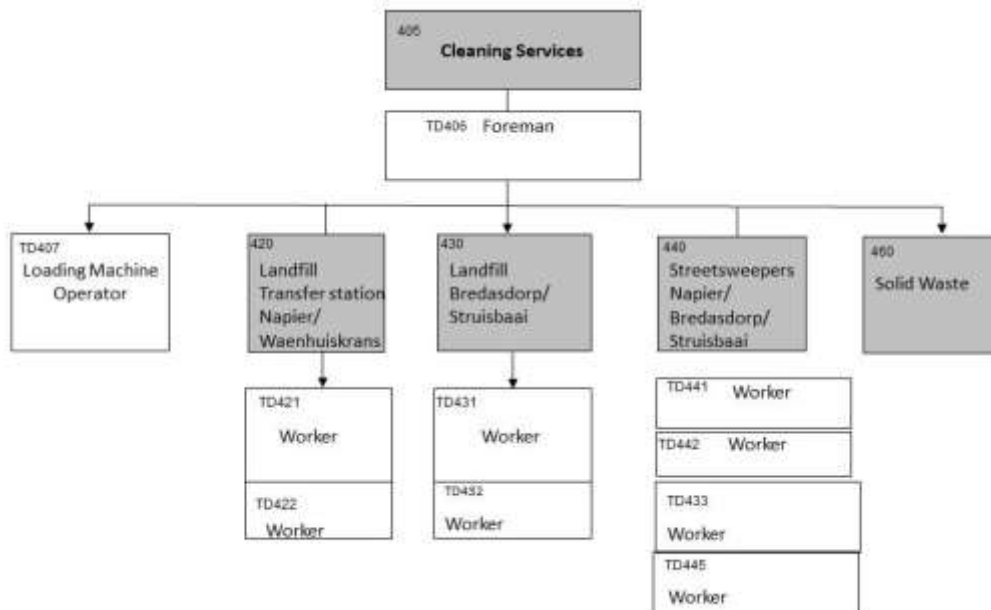 405
Cleaning Services
TD406 Foreman
TD407
Loading Machine
Operator
420
Landfill
Transfer station
Napier/
Waenhuiskrans
430
Landfill
Bredasdorp/
Struisbaai
440
Streetsweepers
Napier/
Bredasdorp/
Struisbaai
460
Solid Waste
TD421
Worker
TD422
Worker
TD431
Worker
TD432
Worker
TD441 Worker
TD442 Worker
TD433
Worker
TD445
Worker